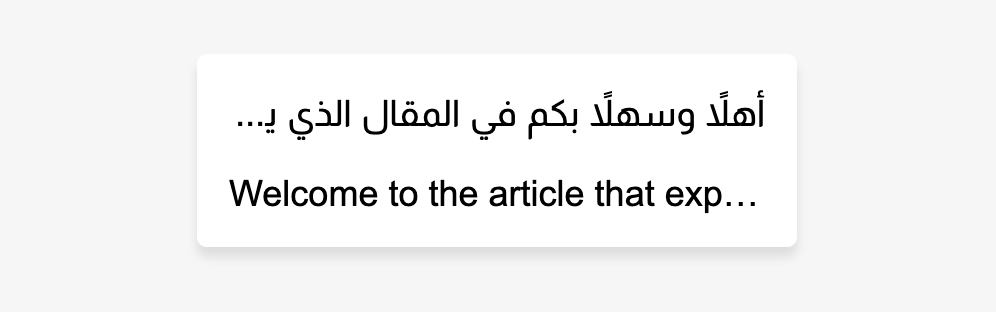 أهلًا وسهلًا بكم في المقال الذي يـ...
Welcome to the article that exp...